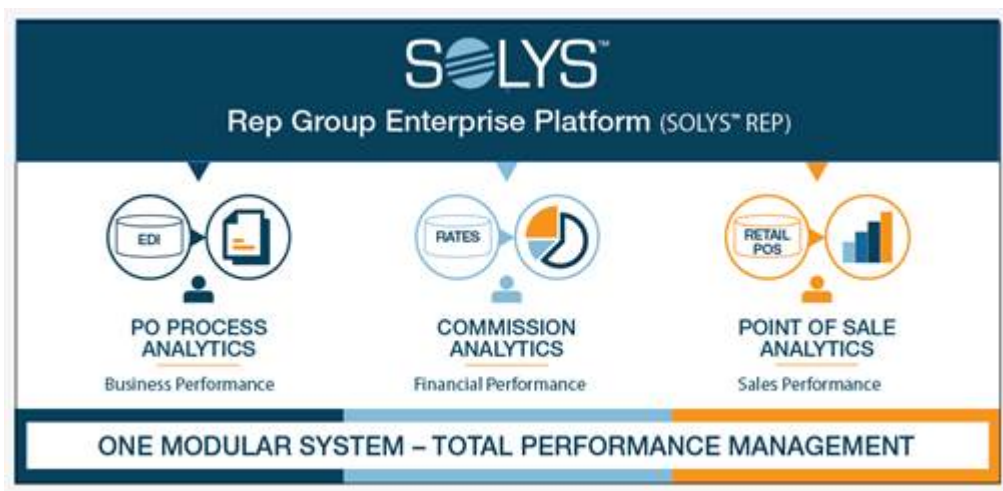 SOLYS™
Rep Group Enterprise Platform (SOLYS™ REP)
EDI
RATES
RETAIL
POS
PO PROCESS
ANALYTICS
Business Performance
COMMISSION
ANALYTICS
Financial Performance
POINT OF SALE
ANALYTICS
Sales Performance
ONE MODULAR SYSTEM – TOTAL PERFORMANCE MANAGEMENT